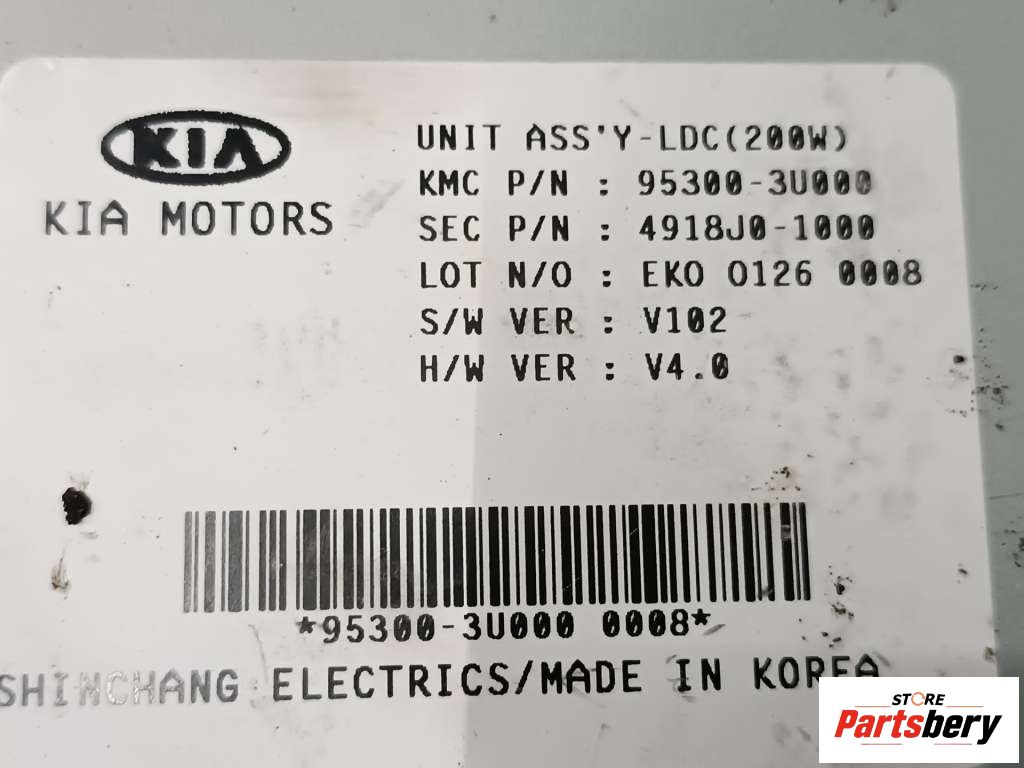 KIA
KIA MOTORS
UNIT ASS'Y-LDC(200W)
KMC P/N : 95300-3U000
SEC P/N : 4918J0-1000
LOT N/O : EKO O126 0008
S/W VER : V102
H/W VER : V4.0
*95300-3U000 0008*
SHINCHANG ELECTRICS/MADE IN KOREA
STORE
Partsbery